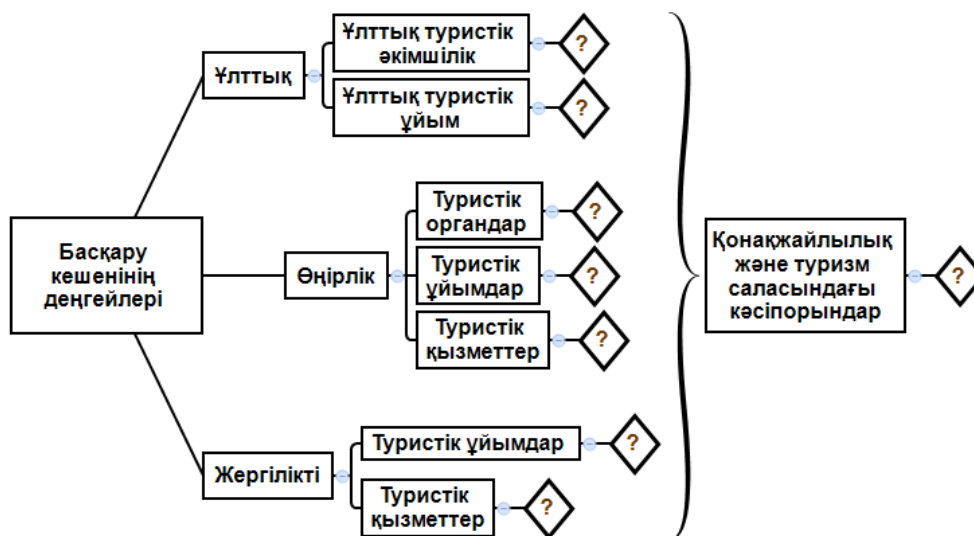 Басқару
кешенінің
деңгейлері
Ұлттық
Ұлттық туристік
әкімшілік
?
Ұлттық туристік
ұйым
?
Өңірлік
Туристік
органдар
?
Туристік
ұйымдар
?
Туристік
қызметтер
?
Жергілікті
Туристік ұйымдар
?
Туристік
қызметтер
?
Қонақжайлылық
және туризм
саласындағы
кәсіпорындар
?